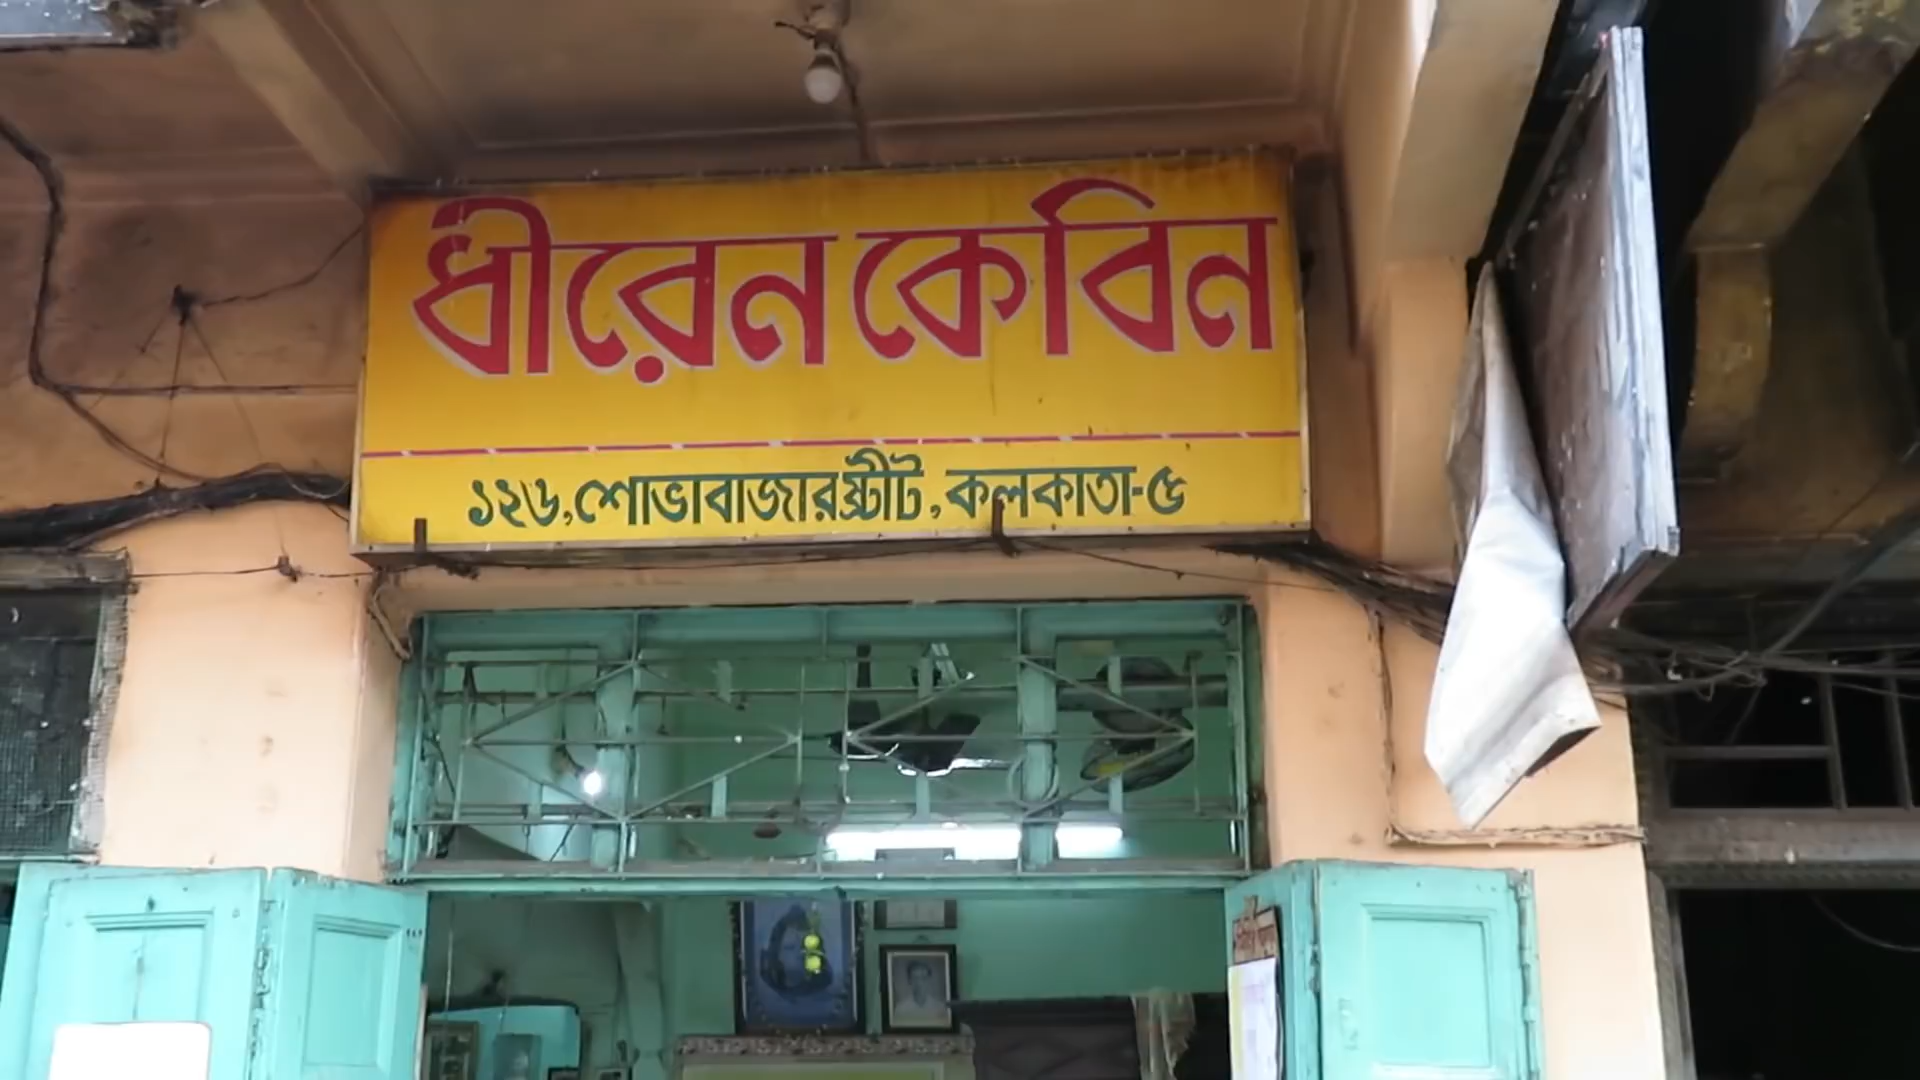 ধীরেন কেবিন
১২৬, শোভাবাজার ষ্ট্রীট, কলকাতা-৫